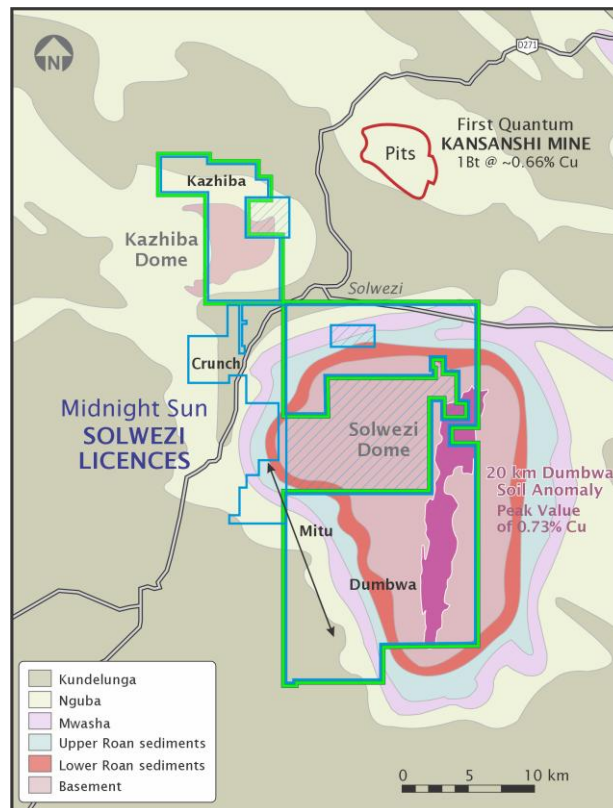 D271
N
First Quantum
KANSANSHI MINE
1Bt @ ~0.66% Cu
Pits
Kazhiba
Kazhiba
Dome
Solwezi
Crunch
Midnight Sun
SOLWEZI
LICENCES
Solwezi
Dome
20 km Dumbwa
Soil Anomaly
Peak Value
of 0.73% Cu
Mitu
Dumbwa
Kundelunga
Nguba
Mwasha
Upper Roan sediments
Lower Roan sediments
Basement
0 5 10 km